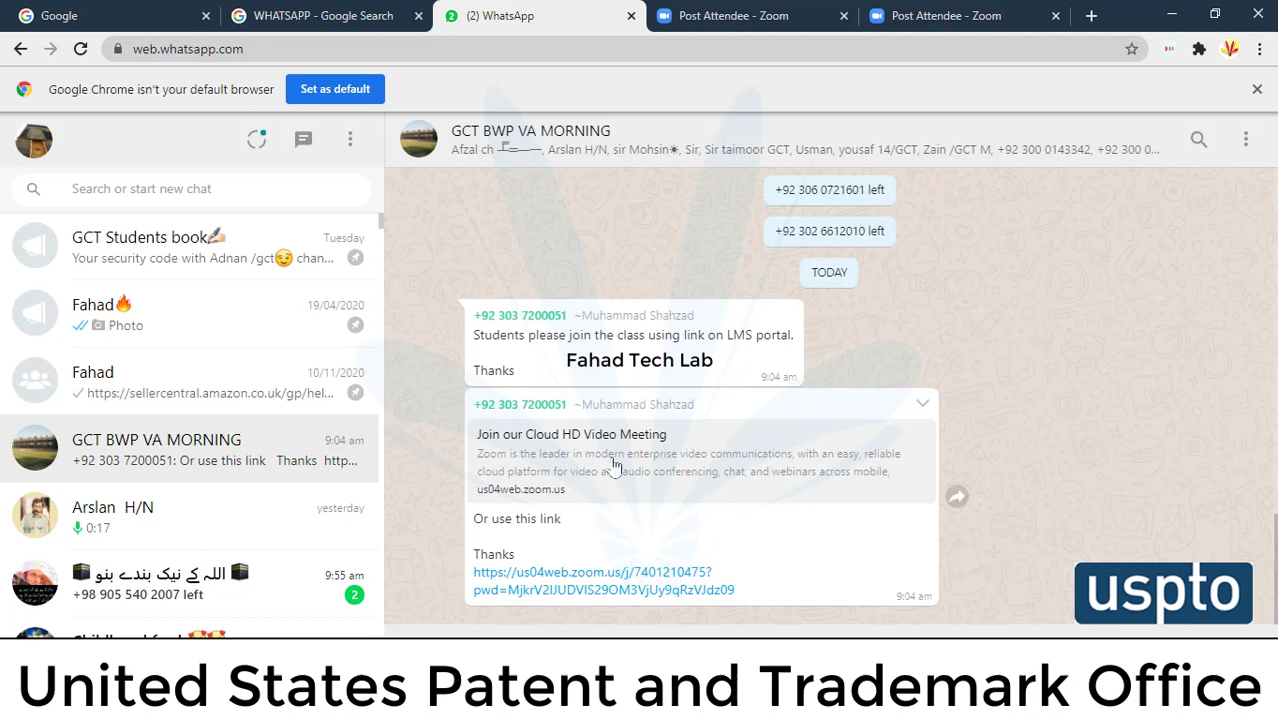 Google
WHATSAPP - Google Search
(2) WhatsApp
Post Attendee - Zoom
Post Attendee - Zoom
web.whatsapp.com
Google Chrome isn't your default browser
Set as default
Search or start new chat
GCT Students book✍🏻
Tuesday
Your security code with Adnan /gct😉 chan...
Fahad🔥
19/04/2020
Photo
Fahad
10/11/2020
https://sellercentral.amazon.co.uk/gp/hel...
GCT BWP VA MORNING
9:04 am
+92 303 7200051: Or use this link   Thanks  http...
Arslan  H/N
yesterday
0:17
🕋 اللہ کے نیک بندے بنو 🕋
9:55 am
+98 905 540 2007 left
2
GCT BWP VA MORNING
Afzal ch ╩═══, Arslan H/N, sir Mohsin☀, Sir, Sir taimoor GCT, Usman, yousaf 14/GCT, Zain /GCT M, +92 300 0143342, +92 300 0...
+92 306 0721601 left
+92 302 6612010 left
TODAY
+92 303 7200051 ~Muhammad Shahzad
Students please join the class using link on LMS portal.
Fahad Tech Lab
Thanks
9:04 am
+92 303 7200051 ~Muhammad Shahzad
Join our Cloud HD Video Meeting
Zoom is the leader in modern enterprise video communications, with an easy, reliable
cloud platform for video and audio conferencing, chat, and webinars across mobile,
us04web.zoom.us
Or use this link
Thanks
https://us04web.zoom.us/j/7401210475?
pwd=MjkrV2lJUDVlS29OM3VjUy9qRzVJdz09
9:04 am
uspto
United States Patent and Trademark Office